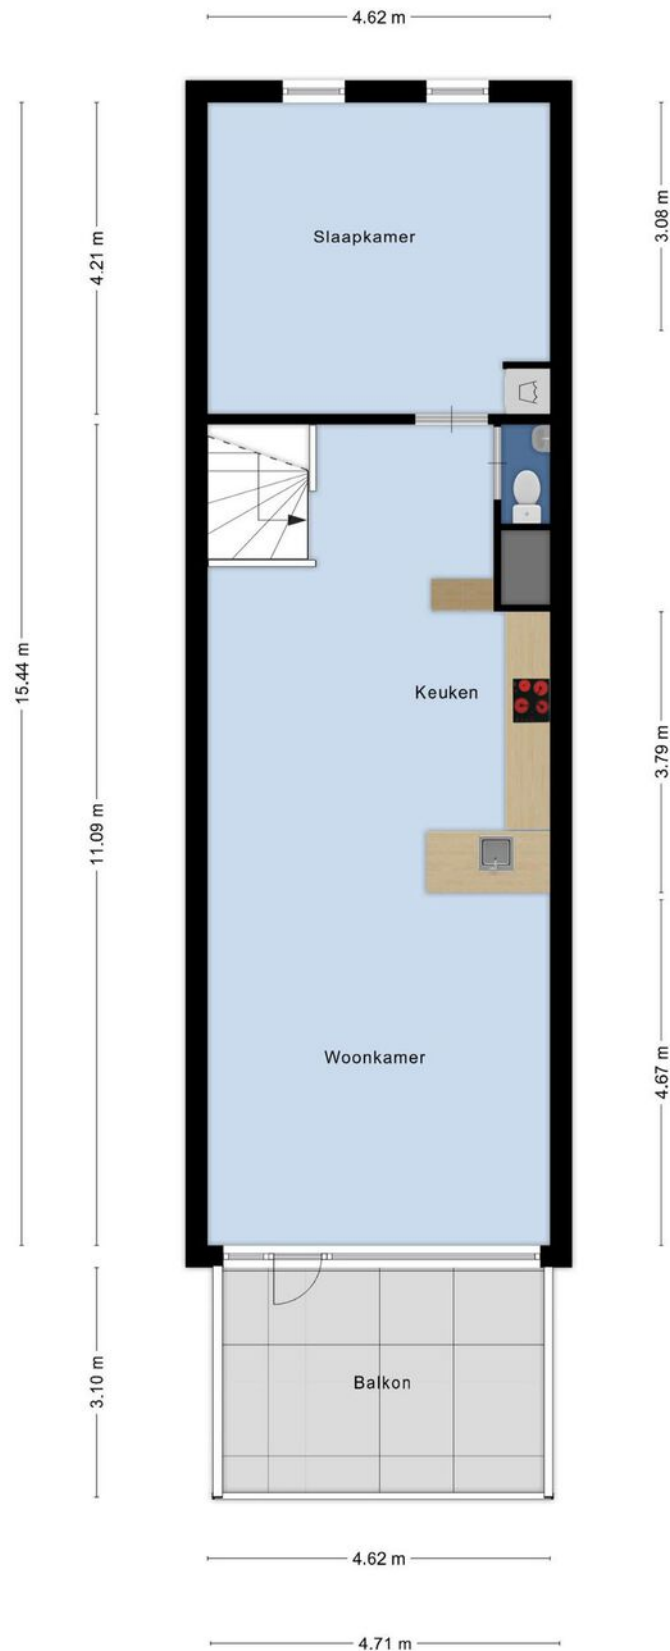 4.62 m
4.21 m
3.08 m
Slaapkamer
15.44 m
11.09 m
Keuken
3.79 m
Woonkamer
4.67 m
3.10 m
Balkon
4.62 m
4.71 m